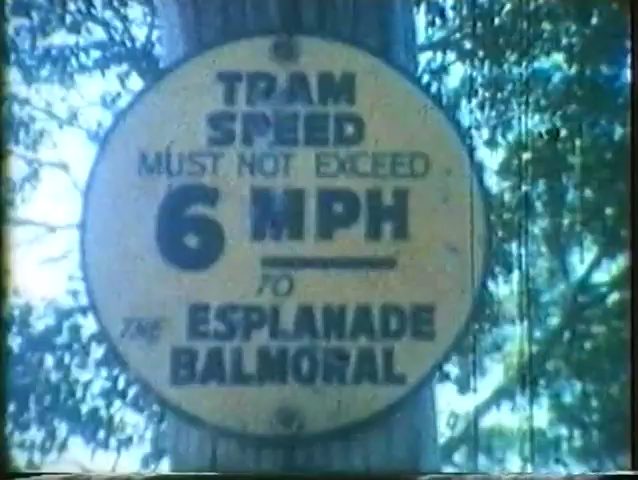 TRAM
SPEED
MUST NOT EXCEED
6 MPH
TO
THE ESPLANADE
BALMORAL